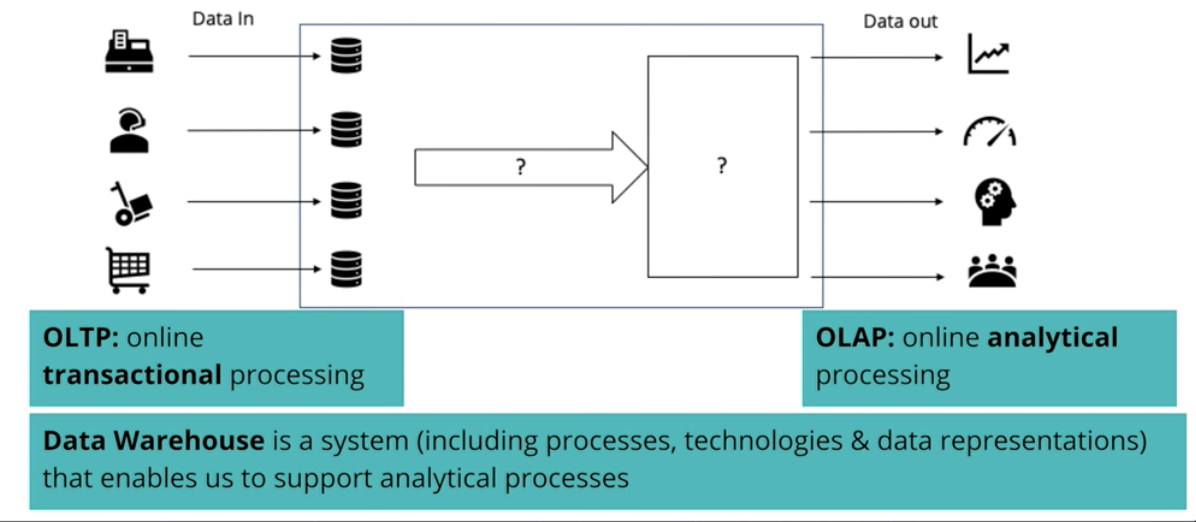 Data In
Data out
?
?
OLTP: online
transactional processing
OLAP: online analytical
processing
Data Warehouse is a system (including processes, technologies & data representations)
that enables us to support analytical processes